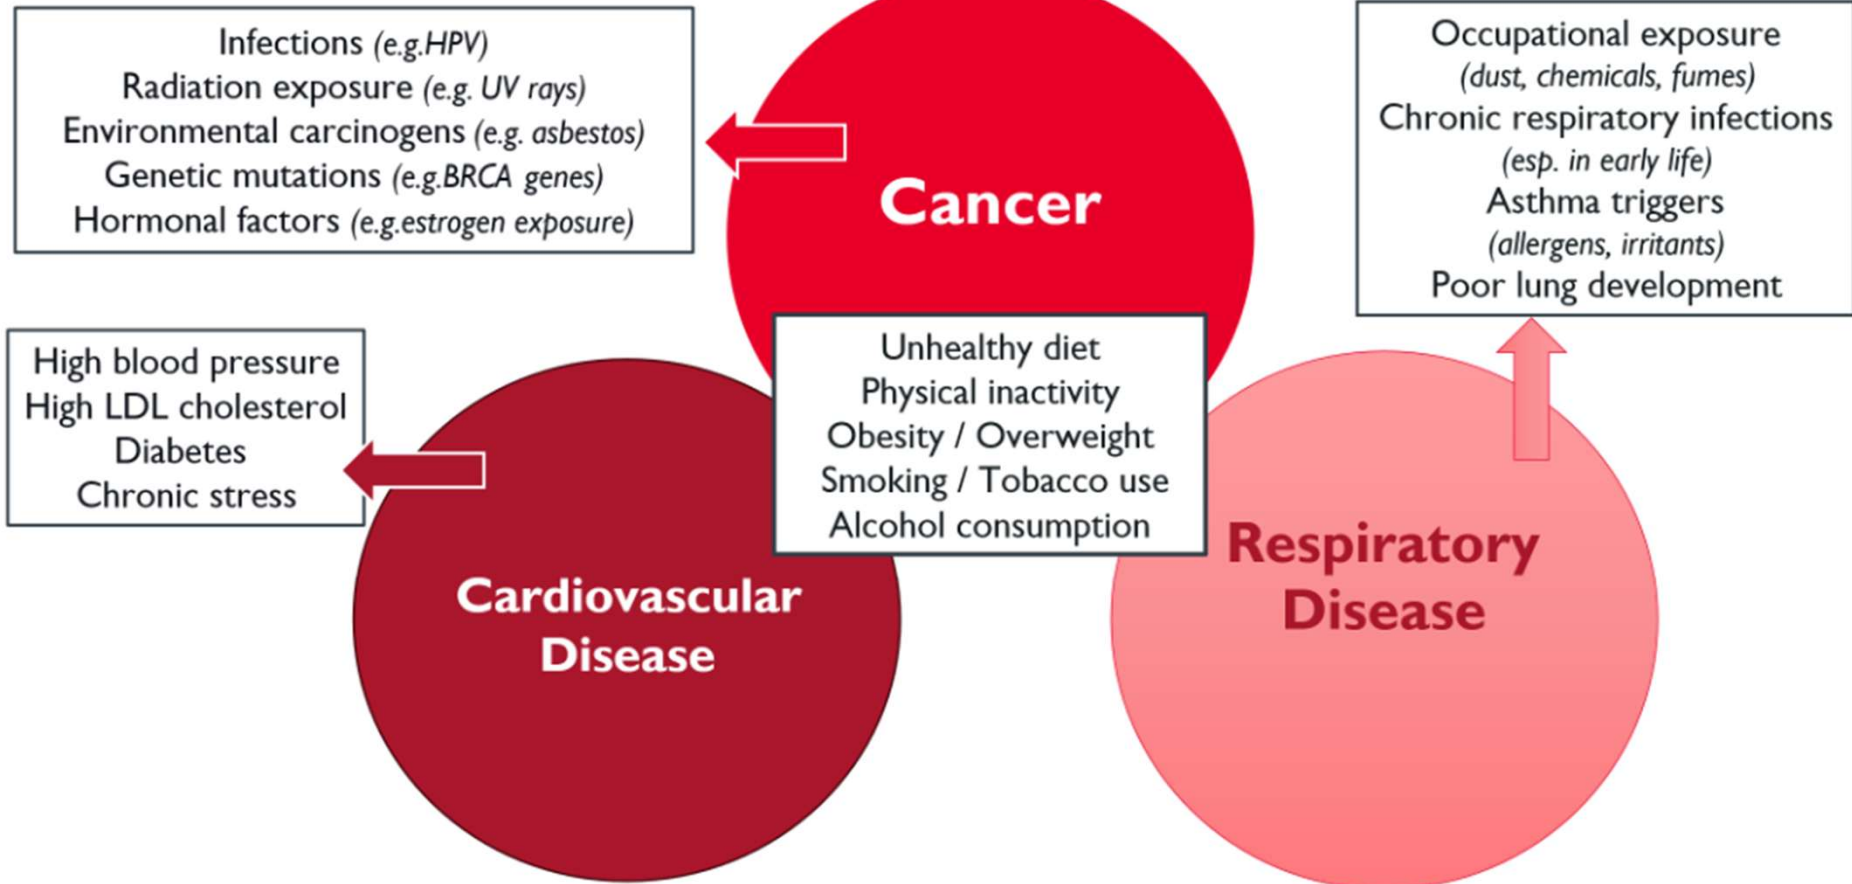 Infections (e.g.HPV)
Radiation exposure (e.g. UV rays)
Environmental carcinogens (e.g. asbestos)
Genetic mutations (e.g.BRCA genes)
Hormonal factors (e.g.estrogen exposure)
Cancer
Occupational exposure
(dust, chemicals, fumes)
Chronic respiratory infections
(esp. in early life)
Asthma triggers
(allergens, irritants)
Poor lung development
High blood pressure
High LDL cholesterol
Diabetes
Chronic stress
Unhealthy diet
Physical inactivity
Obesity / Overweight
Smoking / Tobacco use
Alcohol consumption
Cardiovascular
Disease
Respiratory
Disease